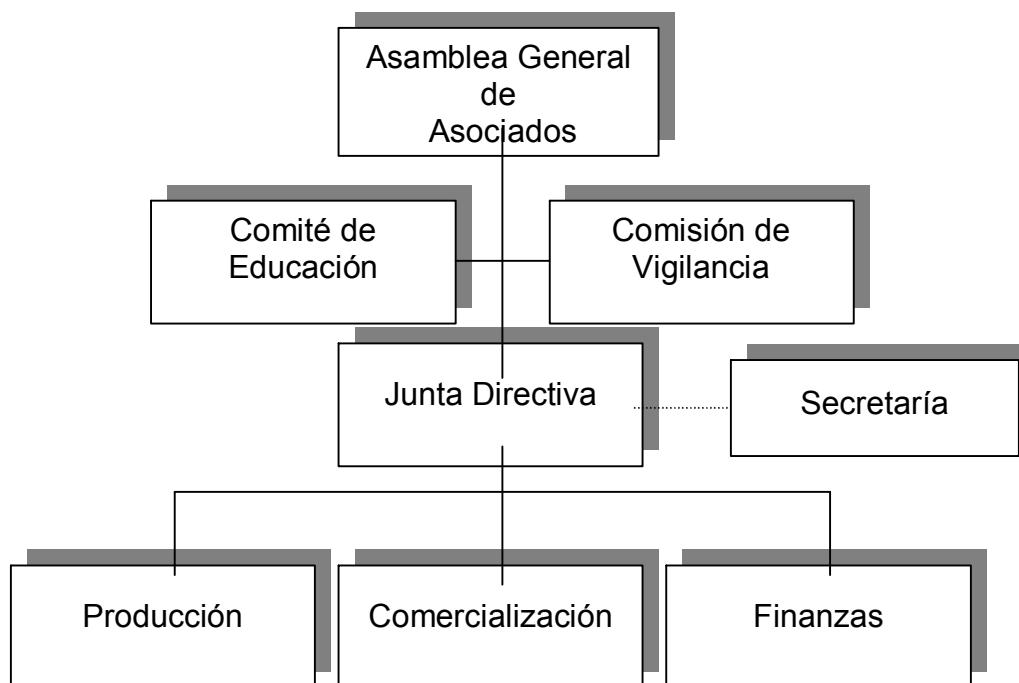 Asamblea General
de
Asociados
Comité de
Educación
Comisión de
Vigilancia
Junta Directiva
Secretaría
Producción
Comercialización
Finanzas